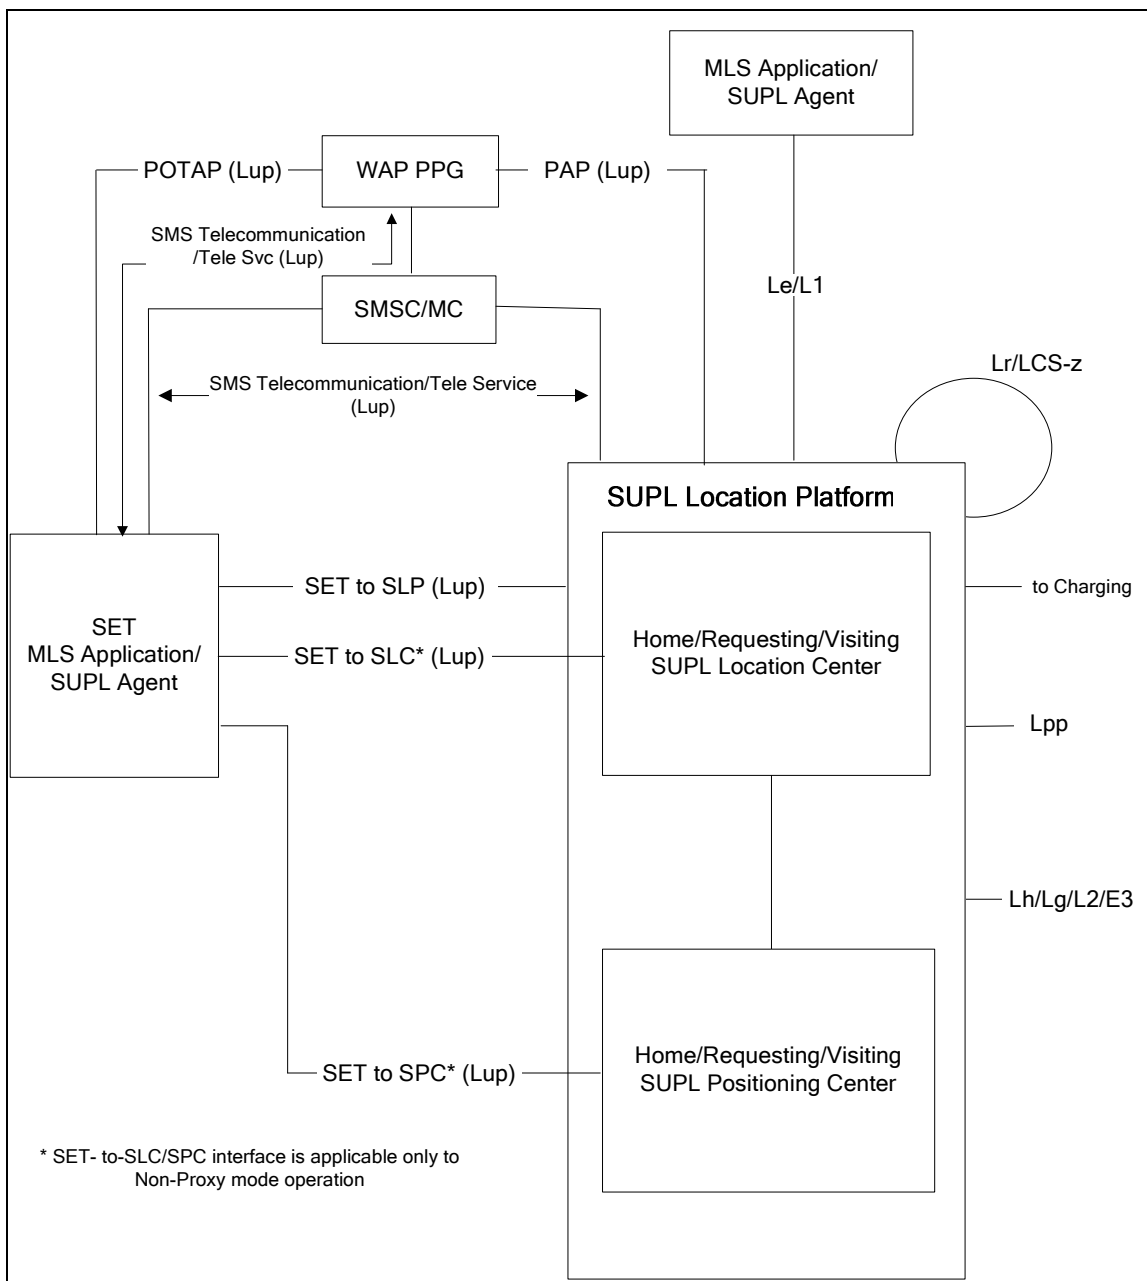 MLS Application/
SUPL Agent
POTAP (Lup)
WAP PPG
PAP (Lup)
SMS Telecommunication
/Tele Svc (Lup)
Le/L1
SMSC/MC
Lr/LCS-z
SMS Telecommunication/Tele Service
(Lup)
SUPL Location Platform
SET to SLP (Lup)
to Charging
SET
MLS Application/
SUPL Agent
SET to SLC* (Lup)
Home/Requesting/Visiting
SUPL Location Center
Lpp
Lh/Lg/L2/E3
Home/Requesting/Visiting
SUPL Positioning Center
SET to SPC* (Lup)
* SET- to-SLC/SPC interface is applicable only to
Non-Proxy mode operation